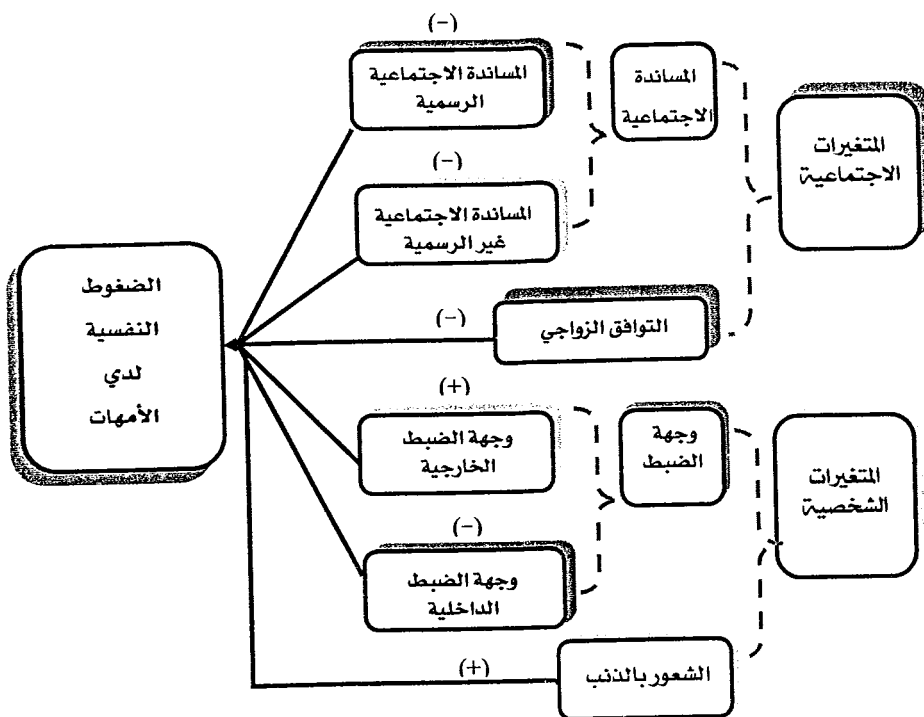 المتغيرات
الاجتماعية
المساندة
الاجتماعية
(-)
المساندة الاجتماعية
الرسمية
(-)
المساندة الاجتماعية
غير الرسمية
(-)
التوافق الزواجي
المتغيرات
الشخصية
وجهة
الضبط
(+)
وجهة الضبط
الخارجية
(-)
وجهة الضبط
الداخلية
(+)
الشعور بالذنب
الضغوط
النفسية
لدي
الأمهات